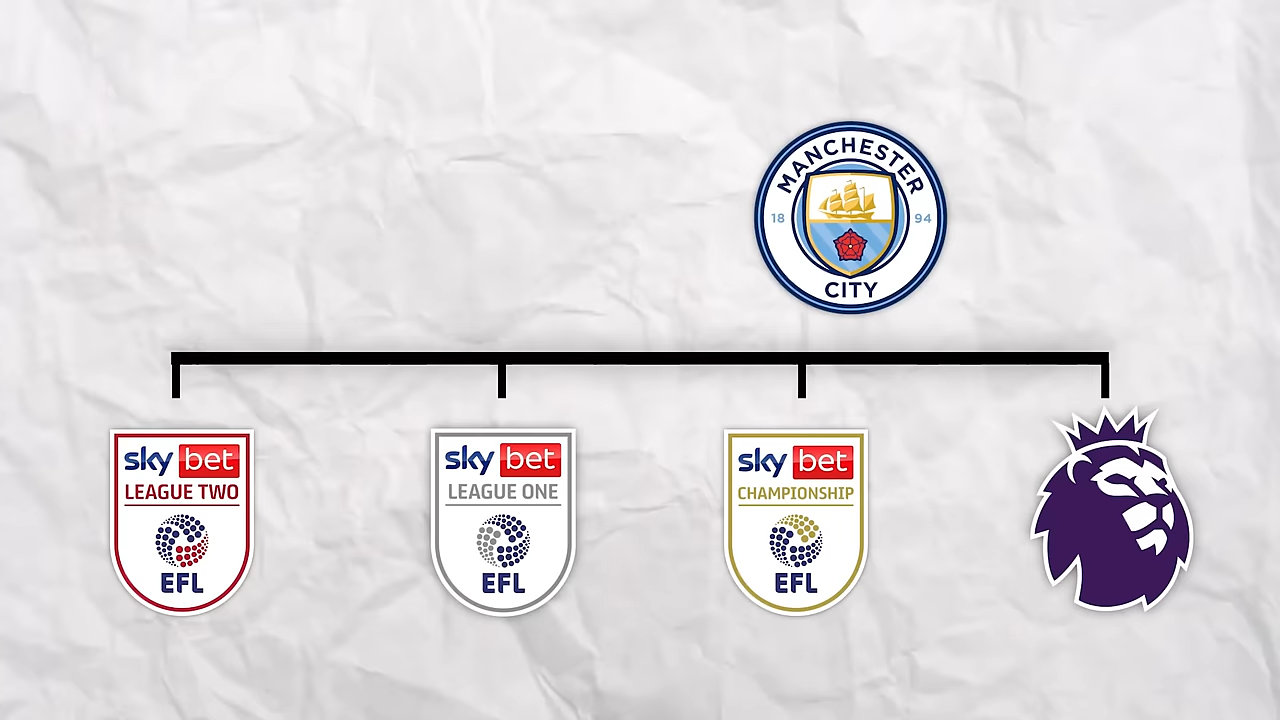 MANCHESTER
18 94
CITY
sky bet
LEAGUE TWO
EFL
sky bet
LEAGUE ONE
EFL
sky bet
CHAMPIONSHIP
EFL